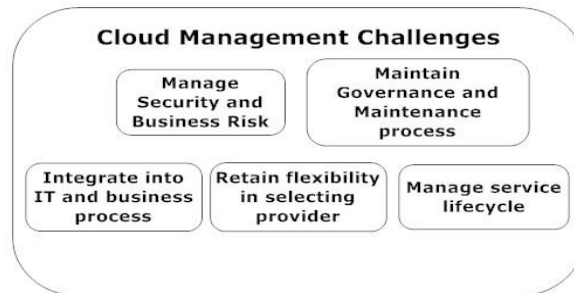 Cloud Management Challenges
Manage
Security and
Business Risk
Maintain
Governance and
Maintenance
process
Integrate into
IT and business
process
Retain flexibility
in selecting
provider
Manage service
lifecycle